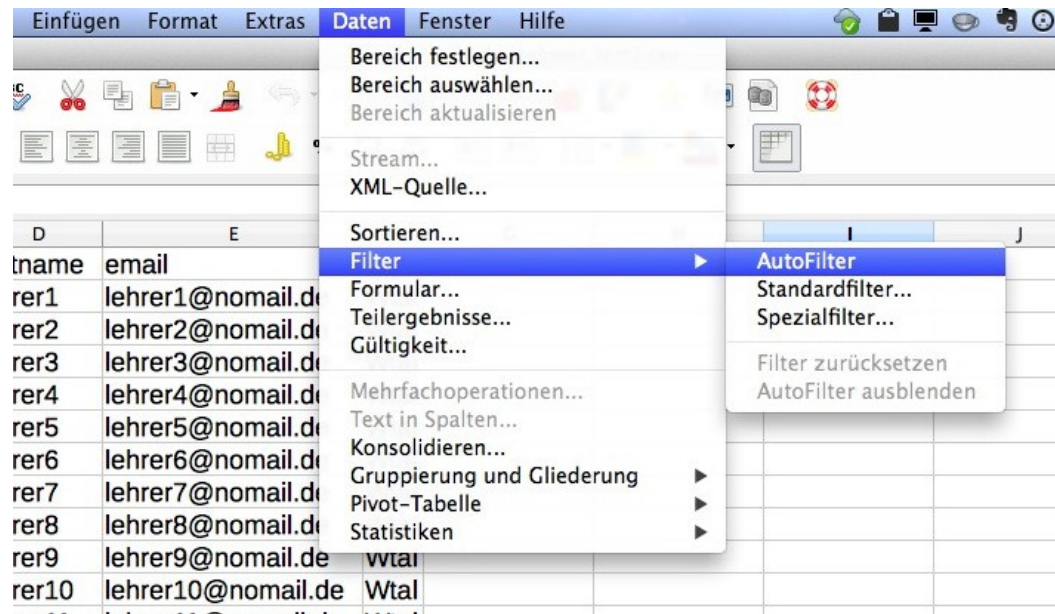 Einfügen Format Extras Daten Fenster Hilfe
Bereich festlegen...
Bereich auswählen...
Bereich aktualisieren
Stream...
XML-Quelle...
Sortieren...
Filter
Formular...
Teilergebnisse...
Gültigkeit...
Mehrfachoperationen...
Text in Spalten...
Konsolidieren...
Gruppierung und Gliederung
Pivot-Tabelle
Statistiken
AutoFilter
Standardfilter...
Spezialfilter...
Filter zurücksetzen
AutoFilter ausblenden
D E I J
tname email
rer1 lehrer1@nomail.de
rer2 lehrer2@nomail.de
rer3 lehrer3@nomail.de
rer4 lehrer4@nomail.de
rer5 lehrer5@nomail.de
rer6 lehrer6@nomail.de
rer7 lehrer7@nomail.de
rer8 lehrer8@nomail.de
rer9 lehrer9@nomail.de Wtal
rer10 lehrer10@nomail.de Wtal